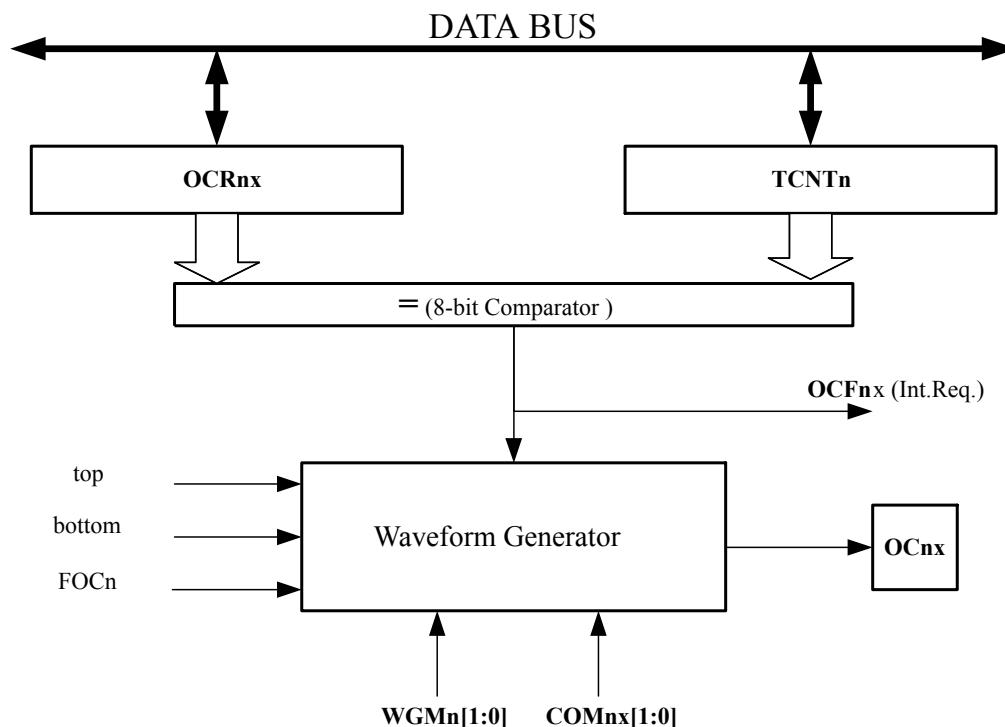 DATA BUS
OCRnx
TCNTn
= (8-bit Comparator )
OCFnx (Int.Req.)
top
bottom
FOCn
Waveform Generator
OCnx
WGMn[1:0]
COMnx[1:0]